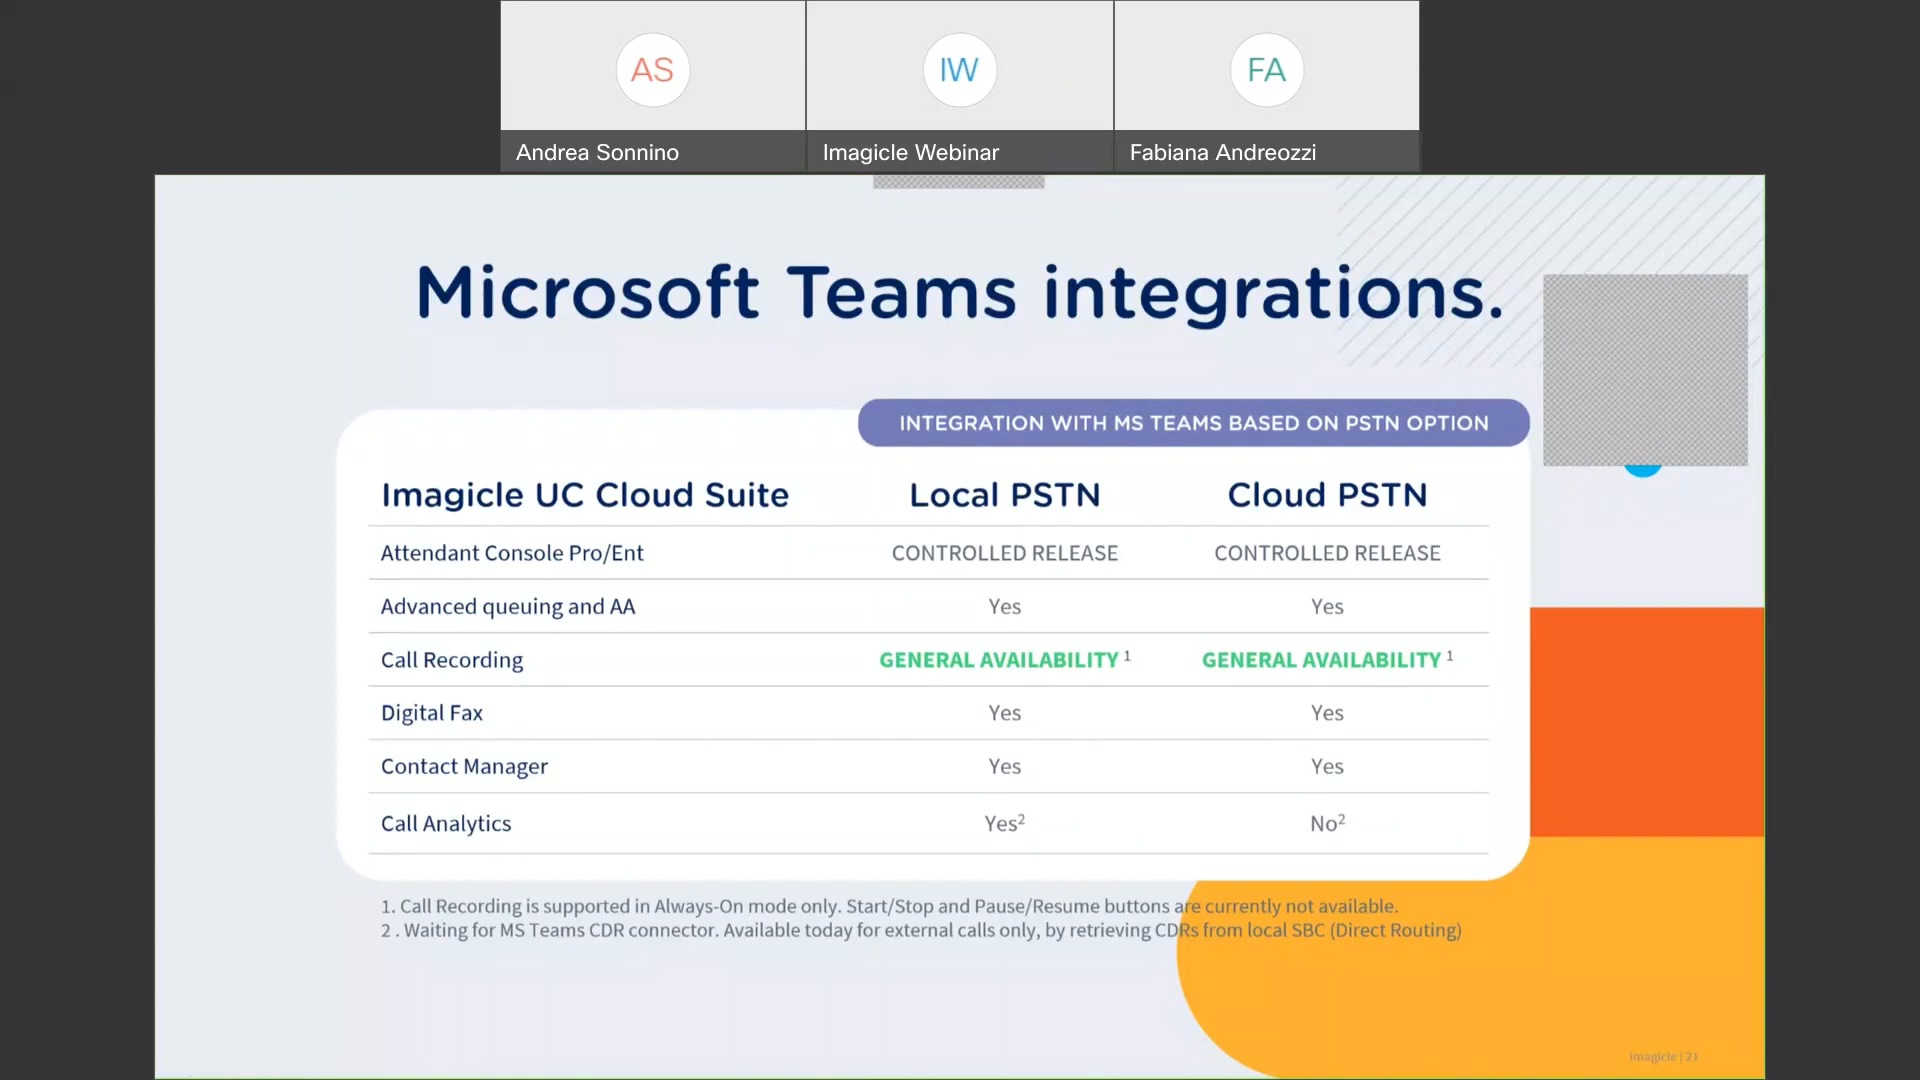 AS
IW
FA
Andrea Sonnino
Imagicle Webinar
Fabiana Andreozzi
Microsoft Teams integrations.
INTEGRATION WITH MS TEAMS BASED ON PSTN OPTION
Imagicle UC Cloud Suite Local PSTN Cloud PSTN
Attendant Console Pro/Ent CONTROLLED RELEASE CONTROLLED RELEASE
Advanced queuing and AA Yes Yes
Call Recording GENERAL AVAILABILITY 1 GENERAL AVAILABILITY 1
Digital Fax Yes Yes
Contact Manager Yes Yes
Call Analytics Yes² No²
1. Call Recording is supported in Always-On mode only. Start/Stop and Pause/Resume buttons are currently not available.
2 . Waiting for MS Teams CDR connector. Available today for external calls only, by retrieving CDRs from local SBC (Direct Routing)
Imagicle | 21